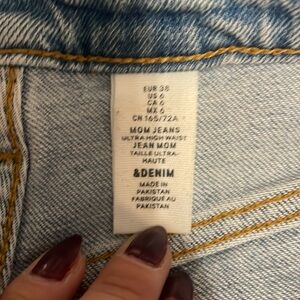 EUR 38
US 6
CA 6
MX 6
CN 165/72A
MOM JEANS
ULTRA HIGH WAIST
JEAN MOM
TAILLE ULTRA-
HAUTE
&DENIM
MADE IN
PAKISTAN
FABRIQUÉ AU
PAKISTAN